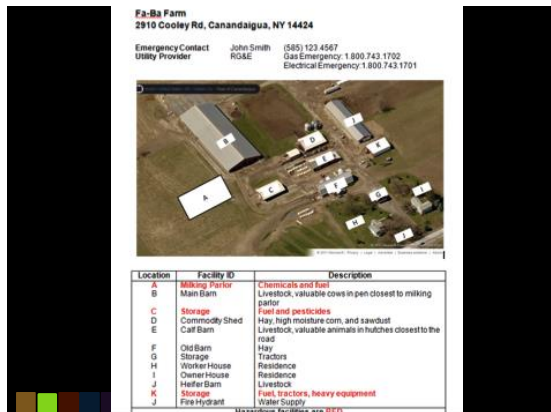 Fa-Ba Farm
2910 Cooley Rd, Canandaigua, NY 14424
Emergency Contact John Smith (585) 123.4567
Utility Provider RG&E Gas Emergency: 1.800.743.1702
Electrical Emergency:1.800.743.1701
B
J
D
K
E
A
C
F
G
I
H
J
Location Facility ID Description
A Milking Parlor Chemicals and fuel
B Main Barn Livestock, valuable cows in pen closest to milking
parlor
C Storage Fuel and pesticides
D Commodity Shed Hay, high moisture corn, and sawdust
E Calf Barn Livestock, valuable animals in hutches closest to the
road
F Old Barn Hay
G Storage Tractors
H Worker House Residence
I Owner House Residence
J Heifer Barn Livestock
K Storage Fuel, tractors, heavy equipment
J Fire Hydrant Water Supply
Hazardous facilities are RED